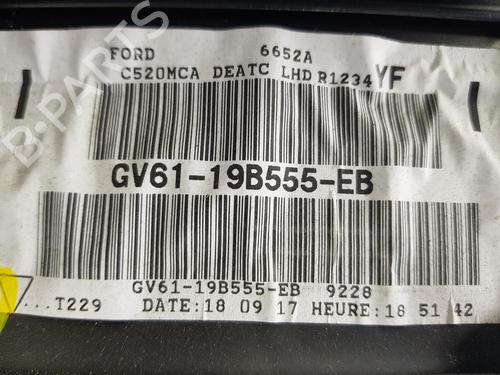 FORD 6652A
C520MCA DEATC LHD R1234YF
B-PARTS
GV61-19B555-EB
GV61-19B555-EB 9228
...T229 DATE:18 09 17 HEURE:18 51 42